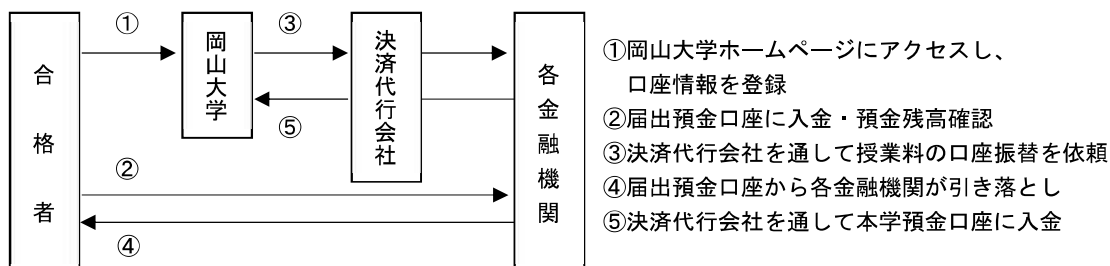 ①
③
⑤
②
④
合格者
岡山大学
決済代行会社
各金融機関
①岡山大学ホームページにアクセスし、
口座情報を登録
②届出預金口座に入金・預金残高確認
③決済代行会社を通して授業料の口座振替を依頼
④届出預金口座から各金融機関が引き落とし
⑤決済代行会社を通して本学預金口座に入金